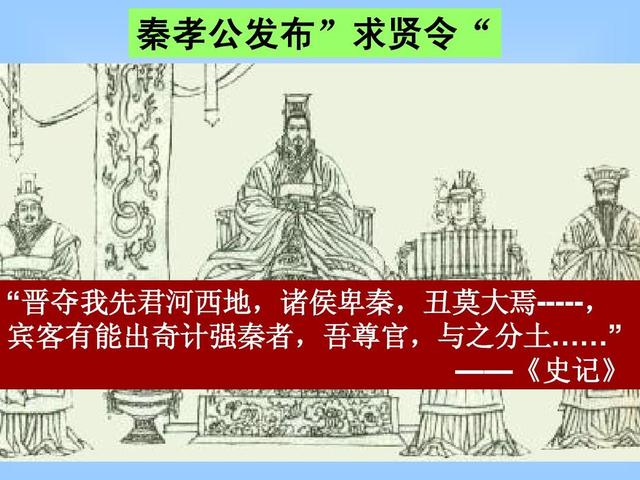 秦孝公发布”求贤令“
“晋夺我先君河西地，诸侯卑秦，丑莫大焉-----，
宾客有能出奇计强秦者，吾尊官，与之分土……”
——《史记》